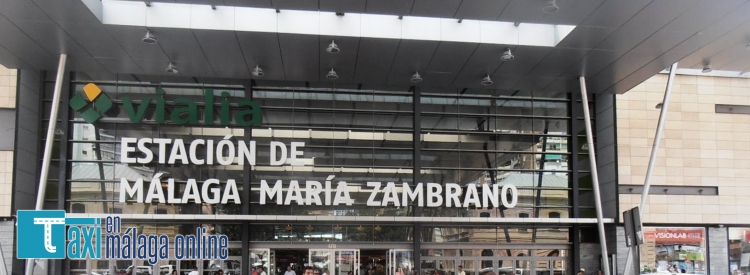 vialia
ESTACIÓN DE
MÁLAGA MARÍA ZAMBRANO
VISIONLAB
taxi en málaga online